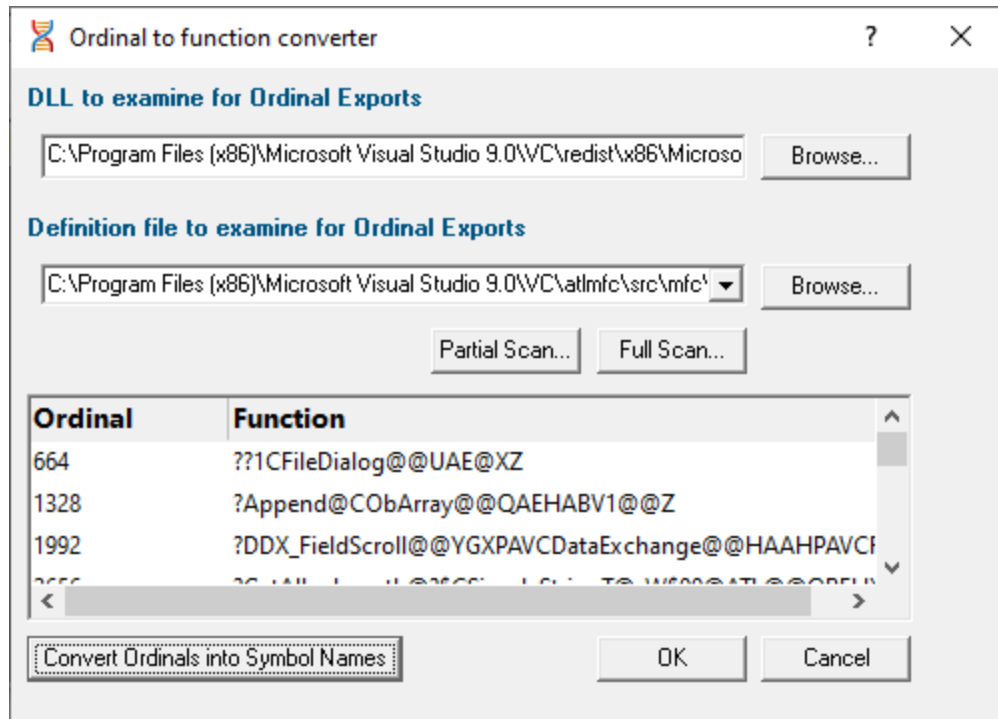 Ordinal to function converter ?
DLL to examine for Ordinal Exports
C:\Program Files (x86)\Microsoft Visual Studio 9.0\VC\redist\x86\Microso Browse...
Definition file to examine for Ordinal Exports
C:\Program Files (x86)\Microsoft Visual Studio 9.0\VC\atlmfc\src\mfc\ Browse...
Partial Scan... Full Scan...
Ordinal Function
664 ??1CFileDialog@@UAE@XZ
1328 ?Append@CObArray@@QAEHABV1@@Z
1992 ?DDX_FieldScroll@@YGXPAVCDataExchange@@HAAHPAVCF
Convert Ordinals into Symbol Names OK Cancel